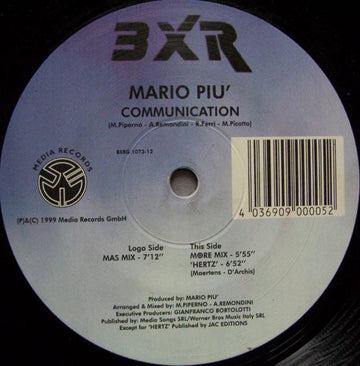 BXR
MARIO PIU'
COMMUNICATION
(M.Piperno - A.Remondini - R.Ferri - M.Picotto)
BXRG 1073-12
MEDIA RECORDS
(P)&(C) 1999 Media Records GmbH
4 036909 000052
Logo Side
MAS MIX - 7'12''
This Side
MORE MIX - 5'55''
'HERTZ' - 6'52''
(Moertens - D'Archis)
Produced by: MARIO PIU'
Arranged & Mixed by: M.PIPERNO - A.REMONDINI
Executive Producers: GIANFRANCO BORTOLOTTI
Published by: Media Songs SRL/Warner Bros Music Italy SRL
Except for 'HERTZ' Published by JAC EDITIONS